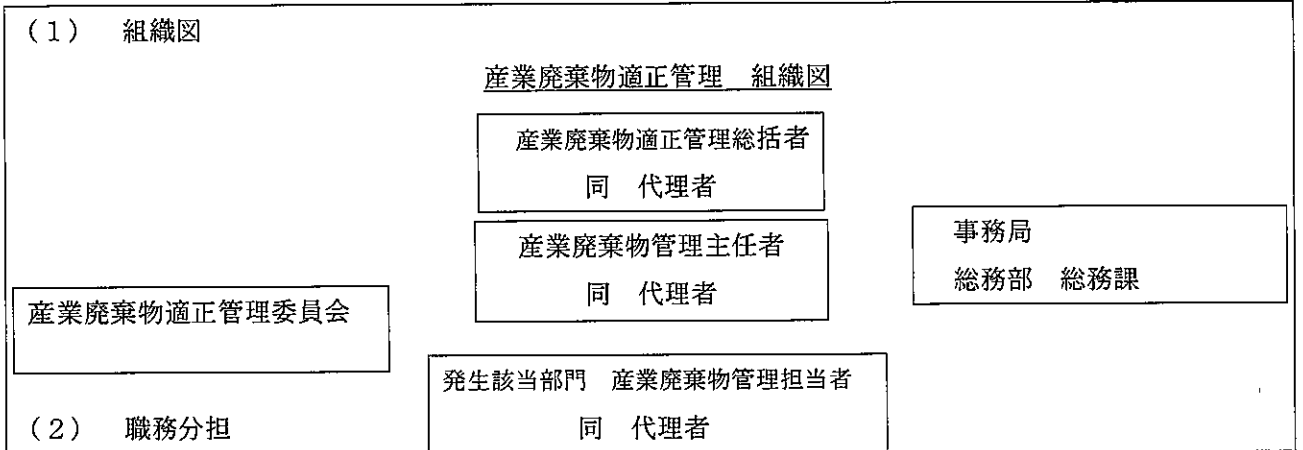 (1) 組織図
産業廃棄物適正管理 組織図
産業廃棄物適正管理総括者
同 代理者
産業廃棄物管理主任者
同 代理者
事務局
総務部 総務課
産業廃棄物適正管理委員会
発生該当部門 産業廃棄物管理担当者
同 代理者
(2) 職務分担